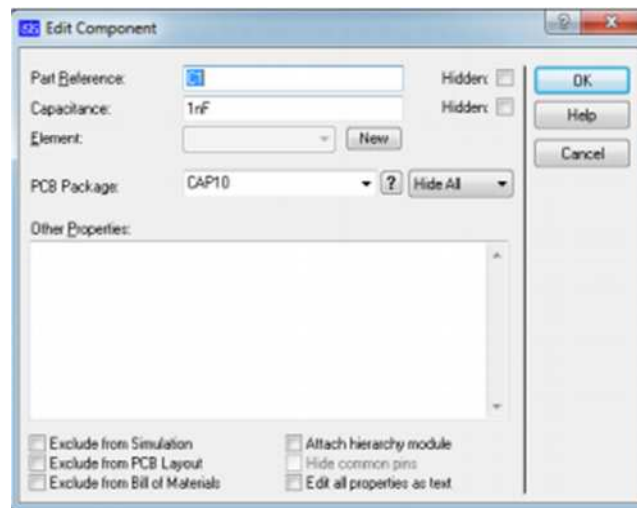 Edit Component
Part Reference: C1 Hidden:
Capacitance: 1nF Hidden:
Element: New
PCB Package: CAP10 ? Hide All
Other Properties:
Exclude from Simulation
Exclude from PCB Layout
Exclude from Bill of Materials
Attach hierarchy module
Hide common pins
Edit all properties as text
OK
Help
Cancel